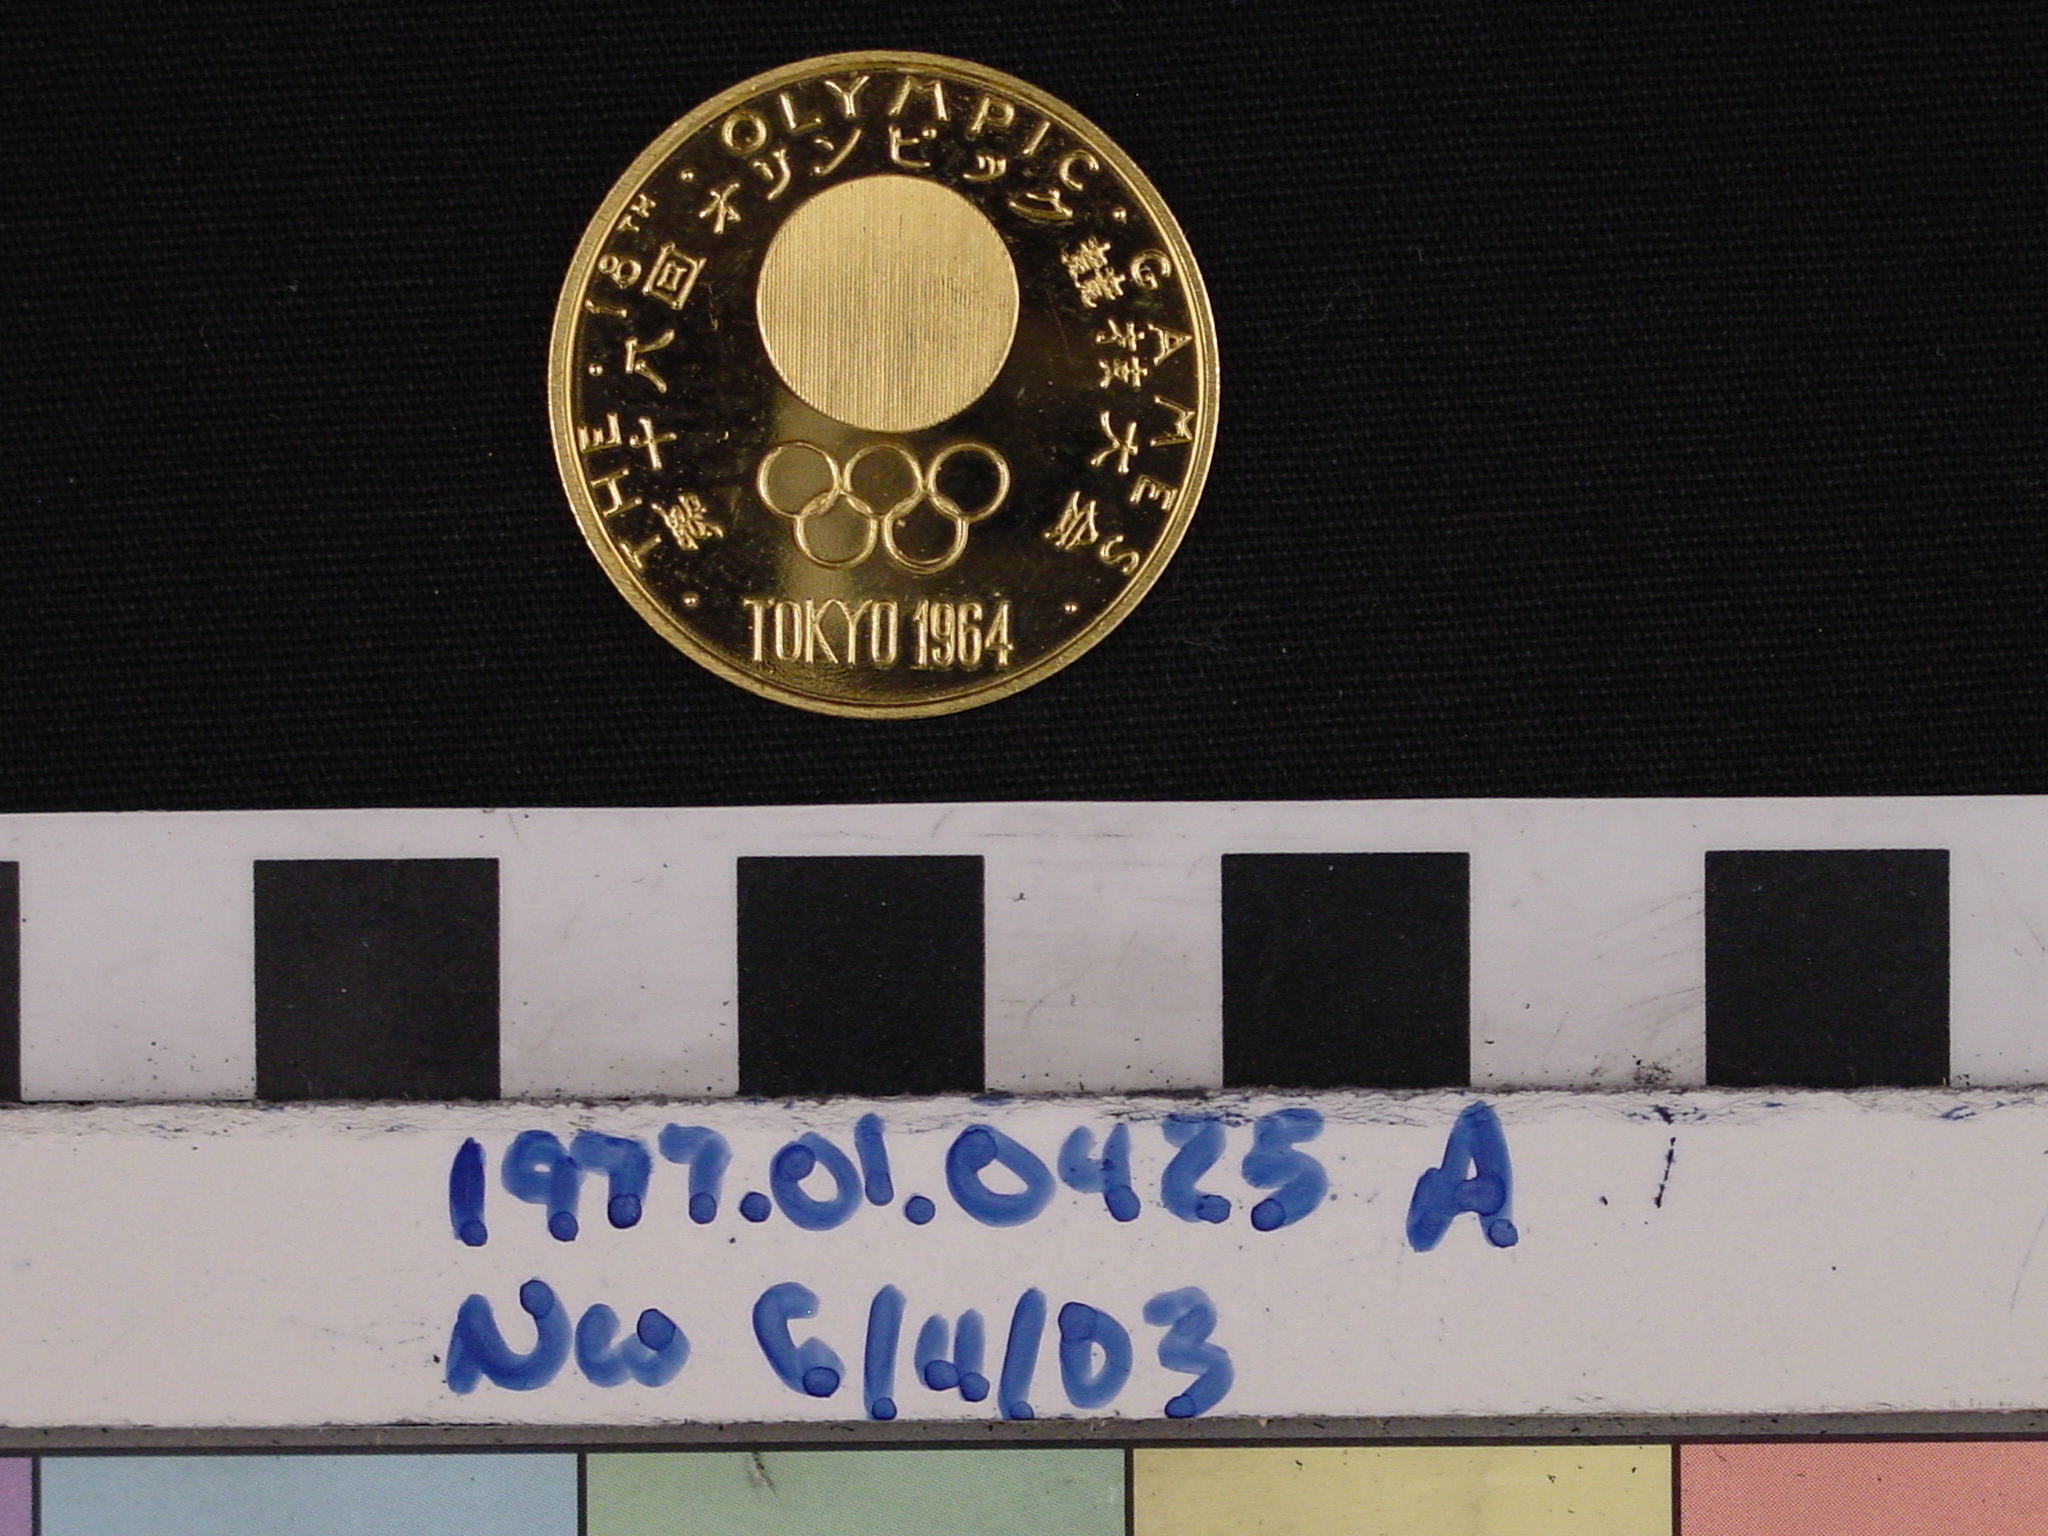 THE · 18TH · OLYMPIC · GAMES
第十八回オリンピック競技大会
TOKYO 1964
1977.01.0425 A
NW 6/4/03